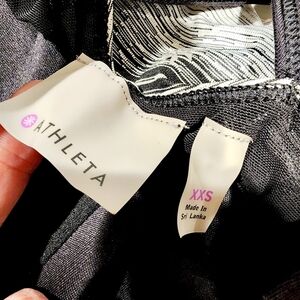 ATHLETA
XXS
Made In
Sri Lanka